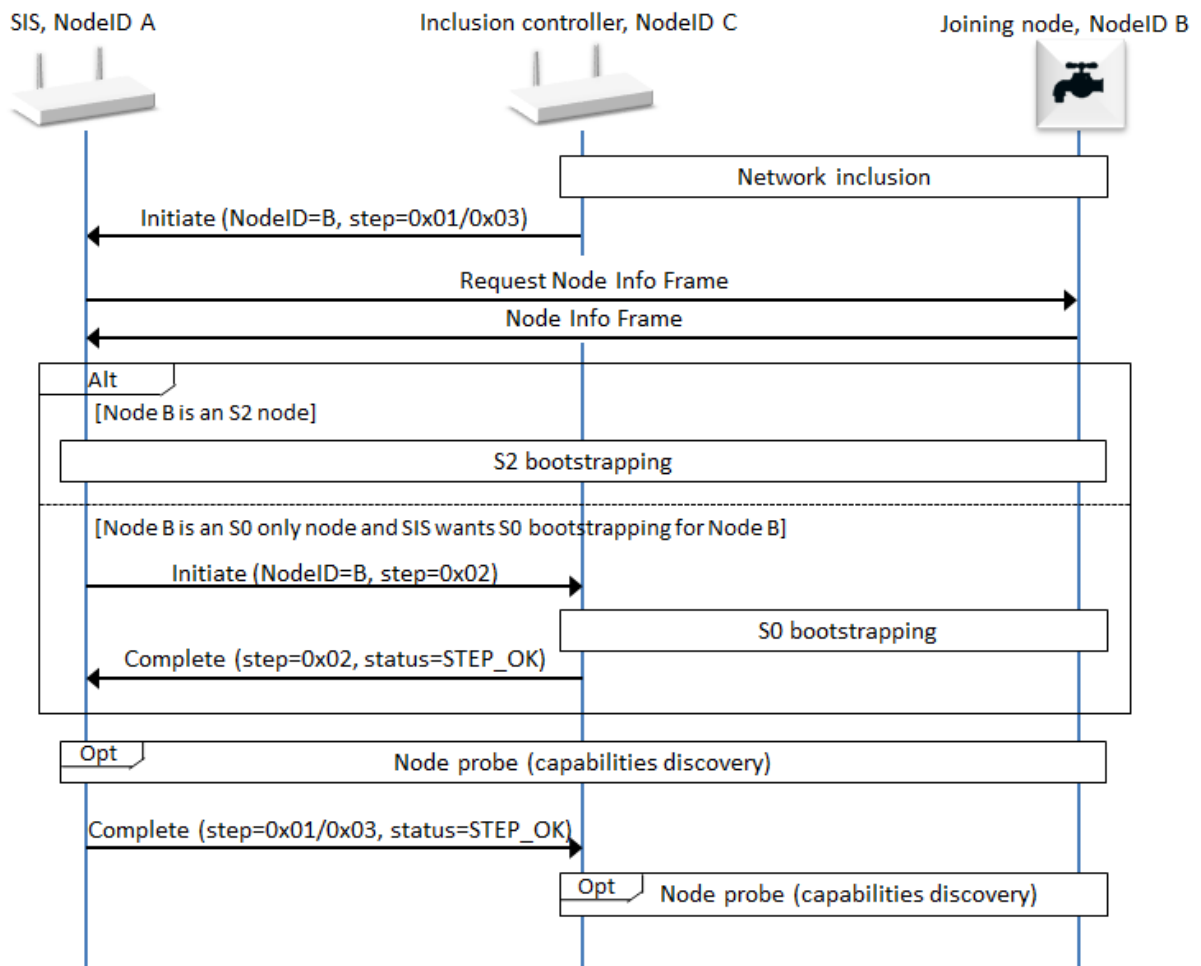 SIS, NodeID A
Inclusion controller, NodeID C
Joining node, NodeID B
Network inclusion
Initiate (NodeID=B, step=0x01/0x03)
Request Node Info Frame
Node Info Frame
Alt
[Node B is an S2 node]
S2 bootstrapping
[Node B is an S0 only node and SIS wants S0 bootstrapping for Node B]
Initiate (NodeID=B, step=0x02)
S0 bootstrapping
Complete (step=0x02, status=STEP_OK)
Opt
Node probe (capabilities discovery)
Complete (step=0x01/0x03, status=STEP_OK)
Opt
Node probe (capabilities discovery)